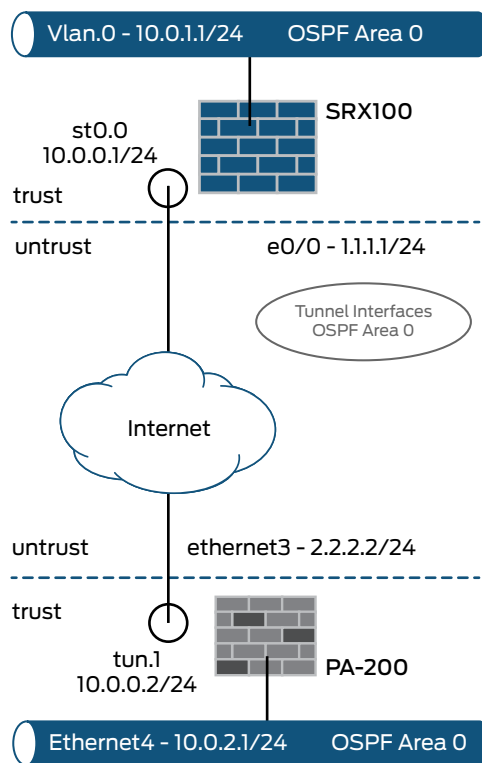 Vlan.0 - 10.0.1.1/24 OSPF Area 0
SRX100
st0.0
10.0.0.1/24
trust
untrust
e0/0 - 1.1.1.1/24
Tunnel Interfaces
OSPF Area 0
Internet
untrust
ethernet3 - 2.2.2.2/24
trust
tun.1
10.0.0.2/24
PA-200
Ethernet4 - 10.0.2.1/24 OSPF Area 0